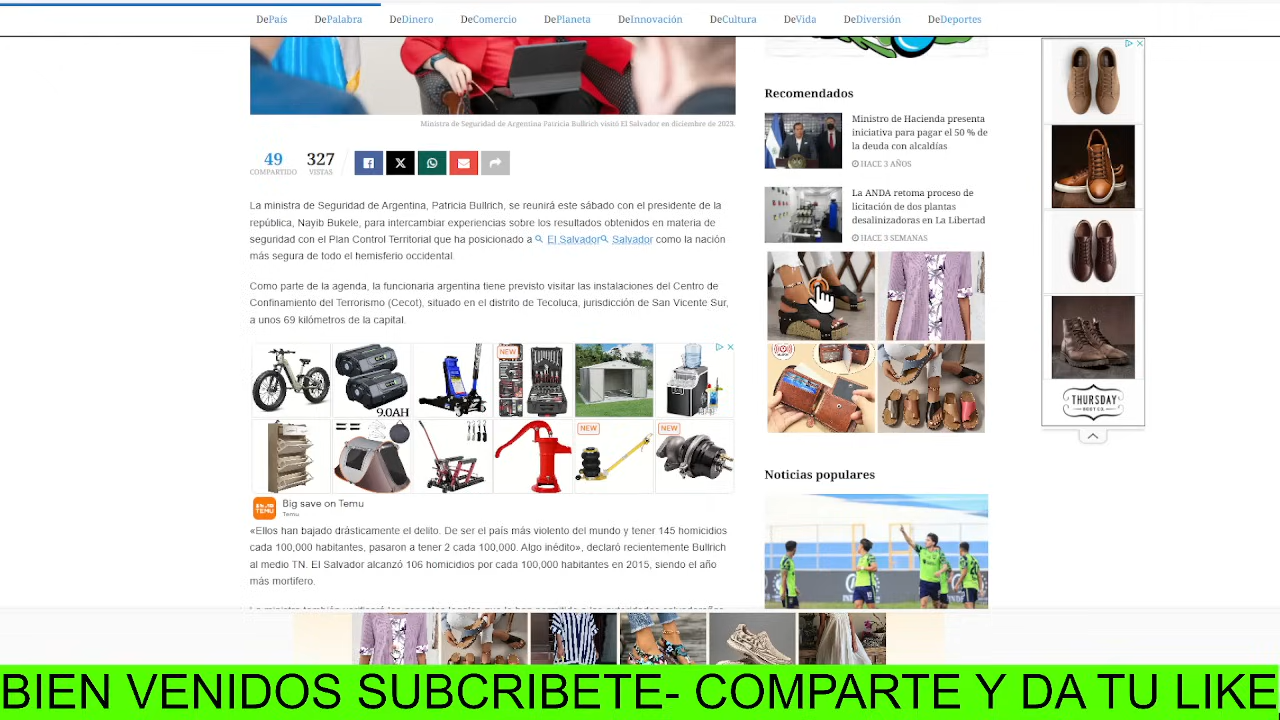 DePaís DePalabra DeDinero DeComercio DePlaneta DeInnovación DeCultura DeVida DeDiversión DeDeportes
Ministra de Seguridad de Argentina Patricia Bullrich visitó El Salvador en diciembre de 2023.
49
COMPARTIDO
327
VISTAS
La ministra de Seguridad de Argentina, Patricia Bullrich, se reunirá este sábado con el presidente de la
república, Nayib Bukele, para intercambiar experiencias sobre los resultados obtenidos en materia de
seguridad con el Plan Control Territorial que ha posicionado a El Salvador Salvador como la nación
más segura de todo el hemisferio occidental.
Como parte de la agenda, la funcionaria argentina tiene previsto visitar las instalaciones del Centro de
Confinamiento del Terrorismo (Cecot), situado en el distrito de Tecoluca, jurisdicción de San Vicente Sur,
a unos 69 kilómetros de la capital.
9.0AH
NEW
NEW
NEW
TEMU
Big save on Temu
Temu
«Ellos han bajado drásticamente el delito. De ser el país más violento del mundo y tener 145 homicidios
cada 100,000 habitantes, pasaron a tener 2 cada 100,000. Algo inédito», declaró recientemente Bullrich
al medio TN. El Salvador alcanzó 106 homicidios por cada 100,000 habitantes en 2015, siendo el año
más mortífero.
Recomendados
Ministro de Hacienda presenta
iniciativa para pagar el 50 % de
la deuda con alcaldías
HACE 3 AÑOS
La ANDA retoma proceso de
licitación de dos plantas
desalinizadoras en La Libertad
HACE 3 SEMANAS
Noticias populares
THURSDAY
BOOT CO.
BIEN VENIDOS SUBCRIBETE- COMPARTE Y DA TU LIKE